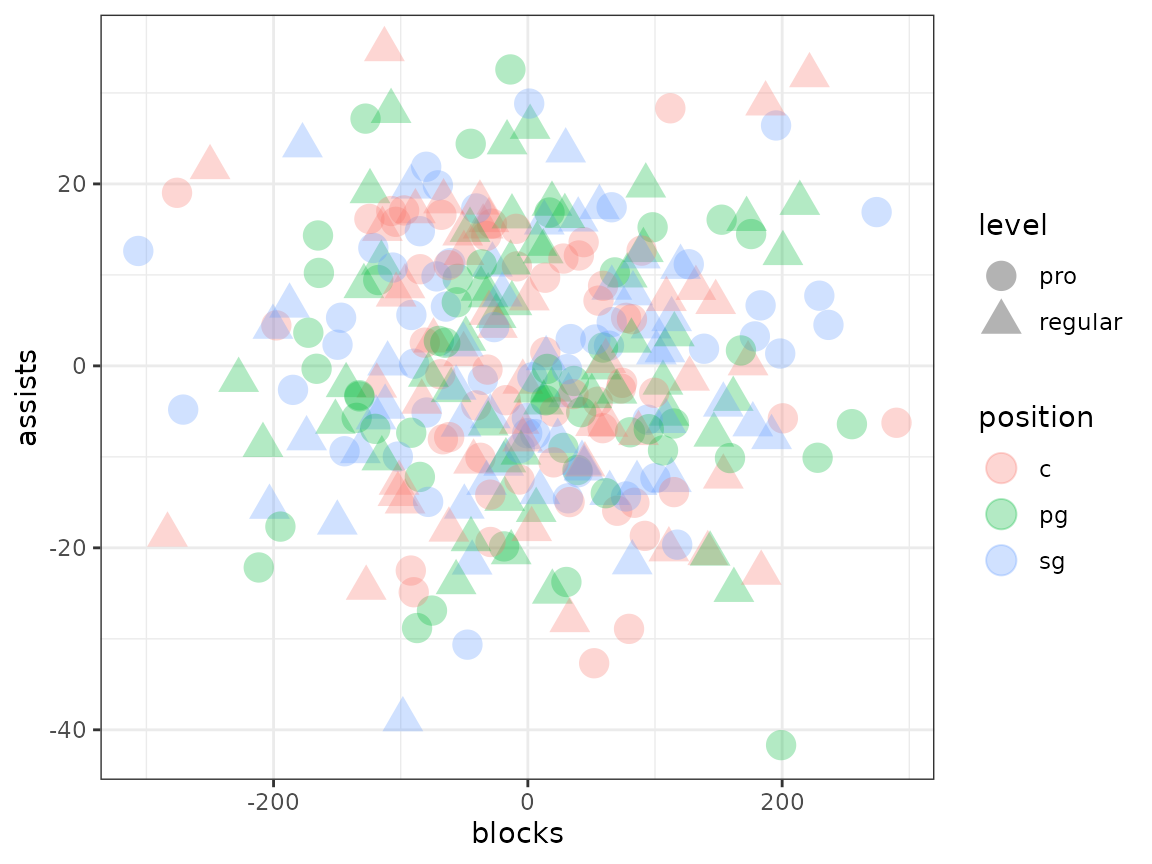 20
0
-20
-40
assists
-200
0
200
blocks
level
pro
regular
position
c
pg
sg